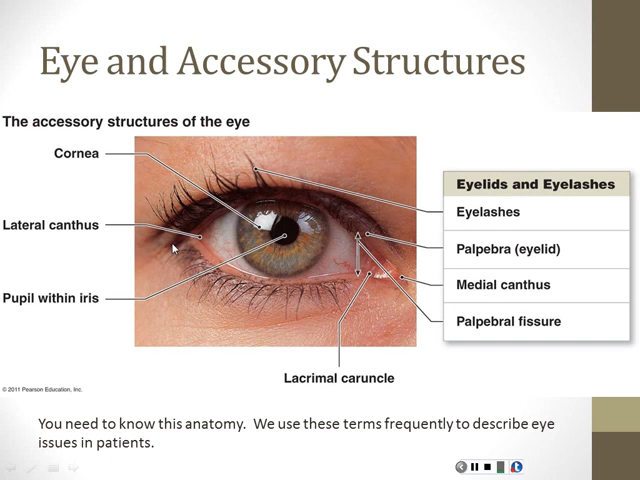 Eye and Accessory Structures
The accessory structures of the eye
Cornea
Lateral canthus
Pupil within iris
Eyelids and Eyelashes
Eyelashes
Palpebra (eyelid)
Medial canthus
Palpebral fissure
Lacrimal caruncle
© 2011 Pearson Education, Inc.
You need to know this anatomy. We use these terms frequently to describe eye
issues in patients.